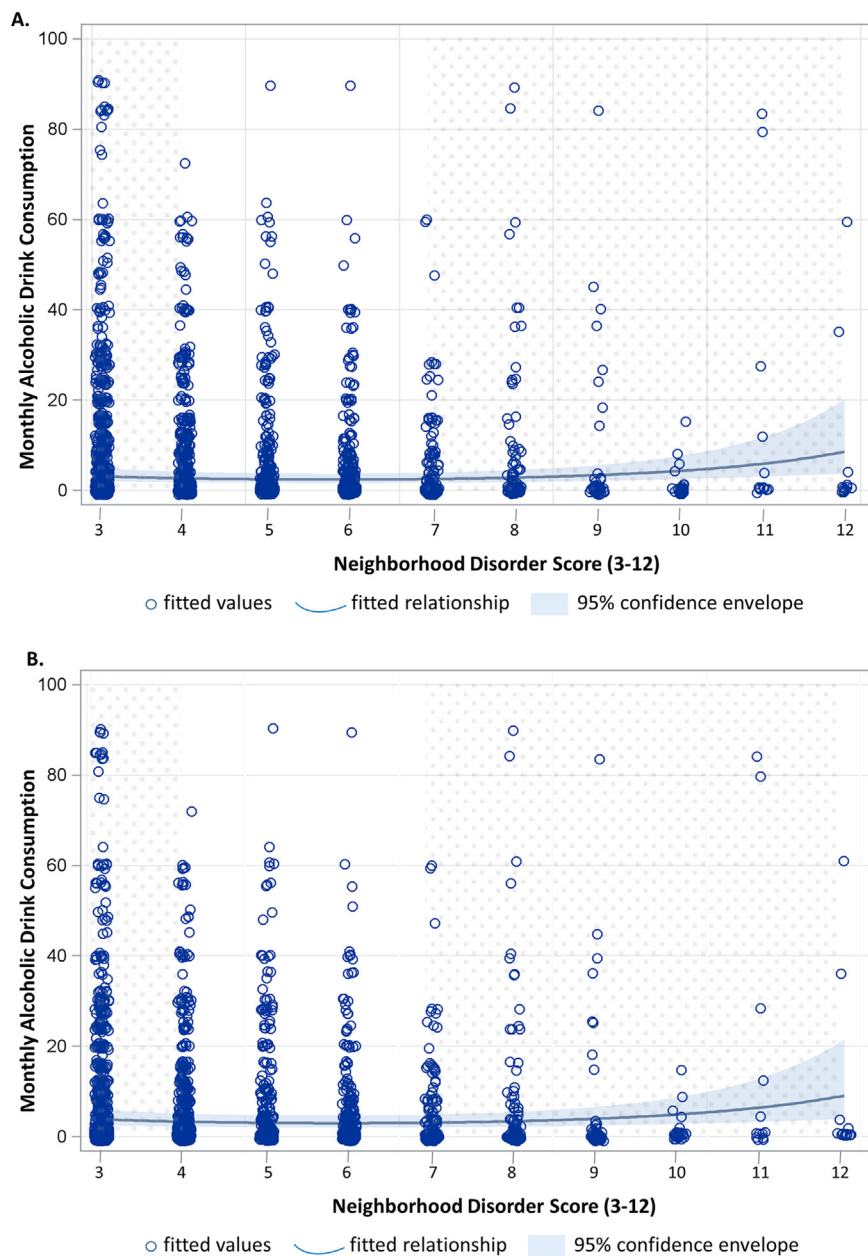 A.
Monthly Alcoholic Drink Consumption
100
80
60
40
20
0
3 4 5 6 7 8 9 10 11 12
Neighborhood Disorder Score (3-12)
fitted values fitted relationship 95% confidence envelope
B.
Monthly Alcoholic Drink Consumption
100
80
60
40
20
0
3 4 5 6 7 8 9 10 11 12
Neighborhood Disorder Score (3-12)
fitted values fitted relationship 95% confidence envelope